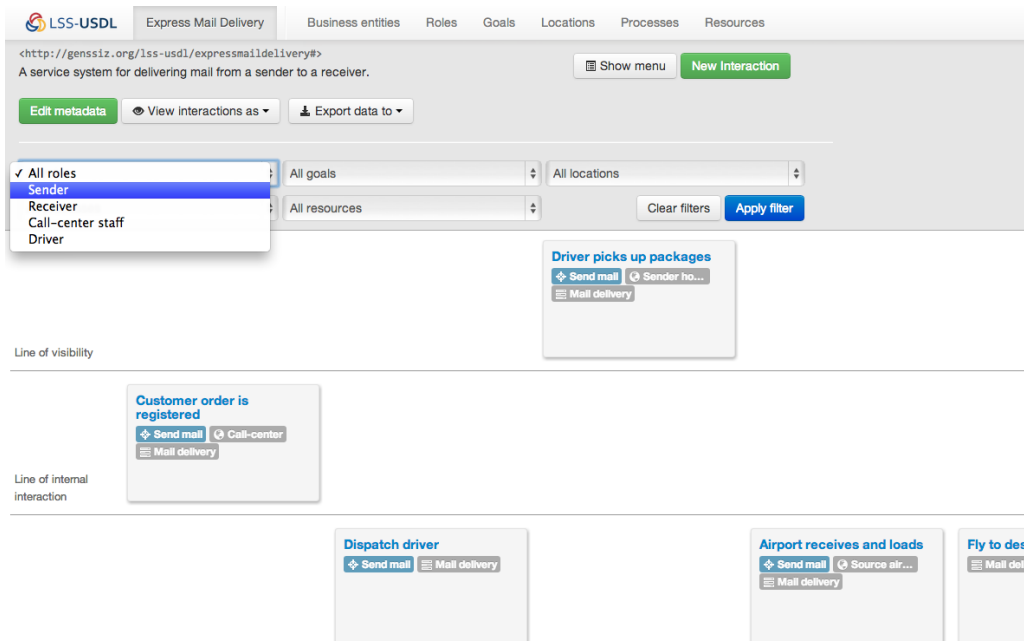 LSS-USDL
Express Mail Delivery
Business entities
Roles
Goals
Locations
Processes
Resources
<http://genssiz.org/lss-usdl/expressmaildelivery#>
A service system for delivering mail from a sender to a receiver.
Show menu
New Interaction
Edit metadata
View interactions as
Export data to
✓ All roles
Sender
Receiver
Call-center staff
Driver
All goals
All locations
All resources
Clear filters
Apply filter
Driver picks up packages
Send mail
Sender ho...
Mail delivery
Line of visibility
Customer order is
registered
Send mail
Call-center
Mail delivery
Line of internal
interaction
Dispatch driver
Send mail
Mail delivery
Airport receives and loads
Send mail
Source air...
Mail delivery
Fly to des
Mail deli